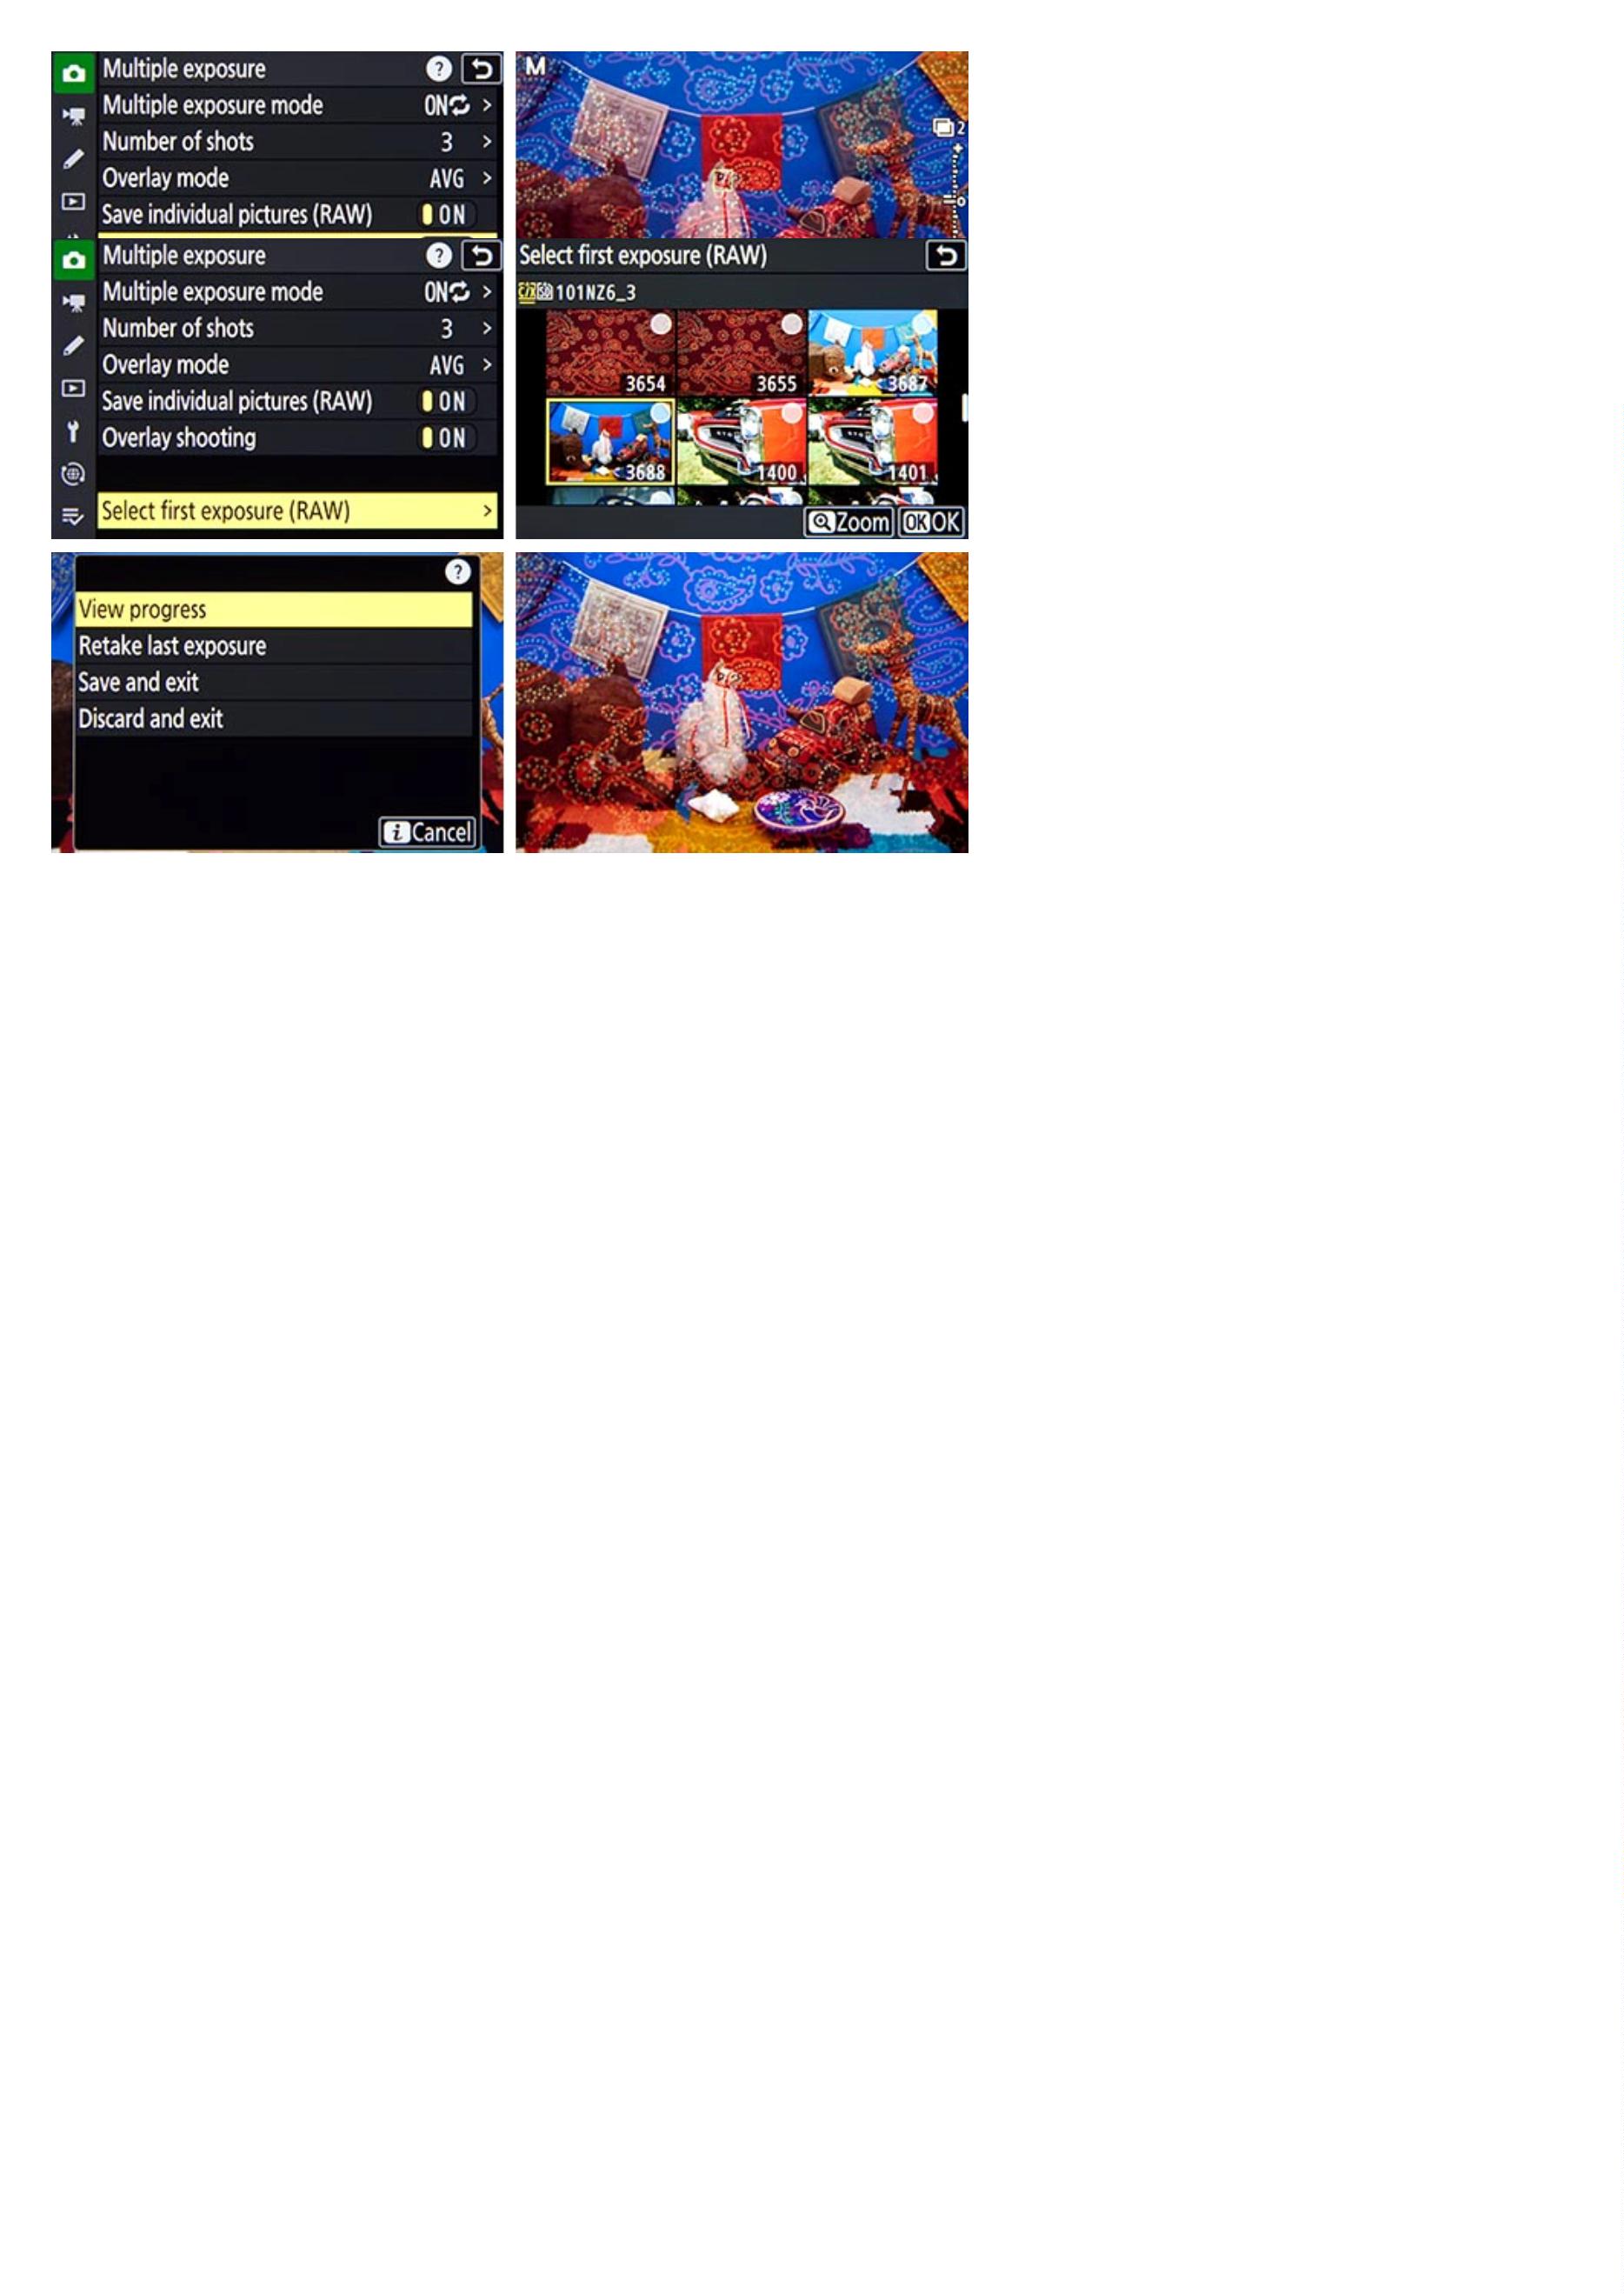 Multiple exposure ?
Multiple exposure mode ON >
Number of shots 3 >
Overlay mode AVG >
Save individual pictures (RAW) ON
M
2
Multiple exposure ?
Multiple exposure mode ON >
Number of shots 3 >
Overlay mode AVG >
Save individual pictures (RAW) ON
Overlay shooting ON
Select first exposure (RAW) >
Select first exposure (RAW)
101NZ6_3
3654 3655 3687
3688 1400 1401
Zoom OK OK
?
View progress
Retake last exposure
Save and exit
Discard and exit
i Cancel